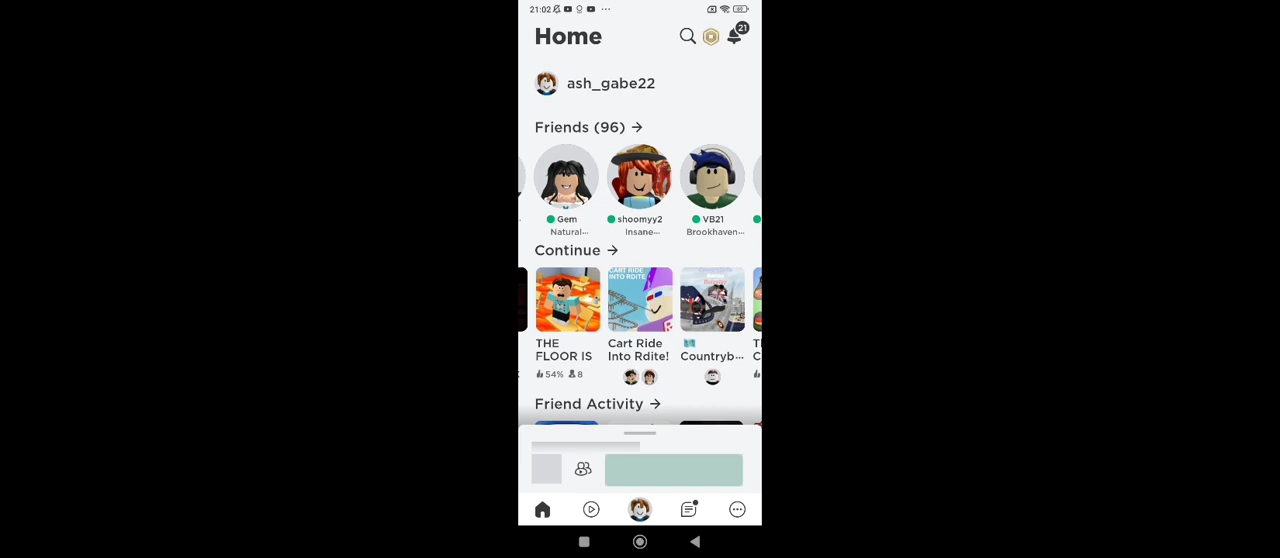 21:02
69
Home
21
ash_gabe22
Friends (96) →
Gem
shoomyy2
VB21
Natural...
Insane...
Brookhaven...
Continue →
CART RIDE
INTO RDITE
THE
FLOOR IS
Cart Ride
Into Rdite!
Countryb...
54% 8
Friend Activity →